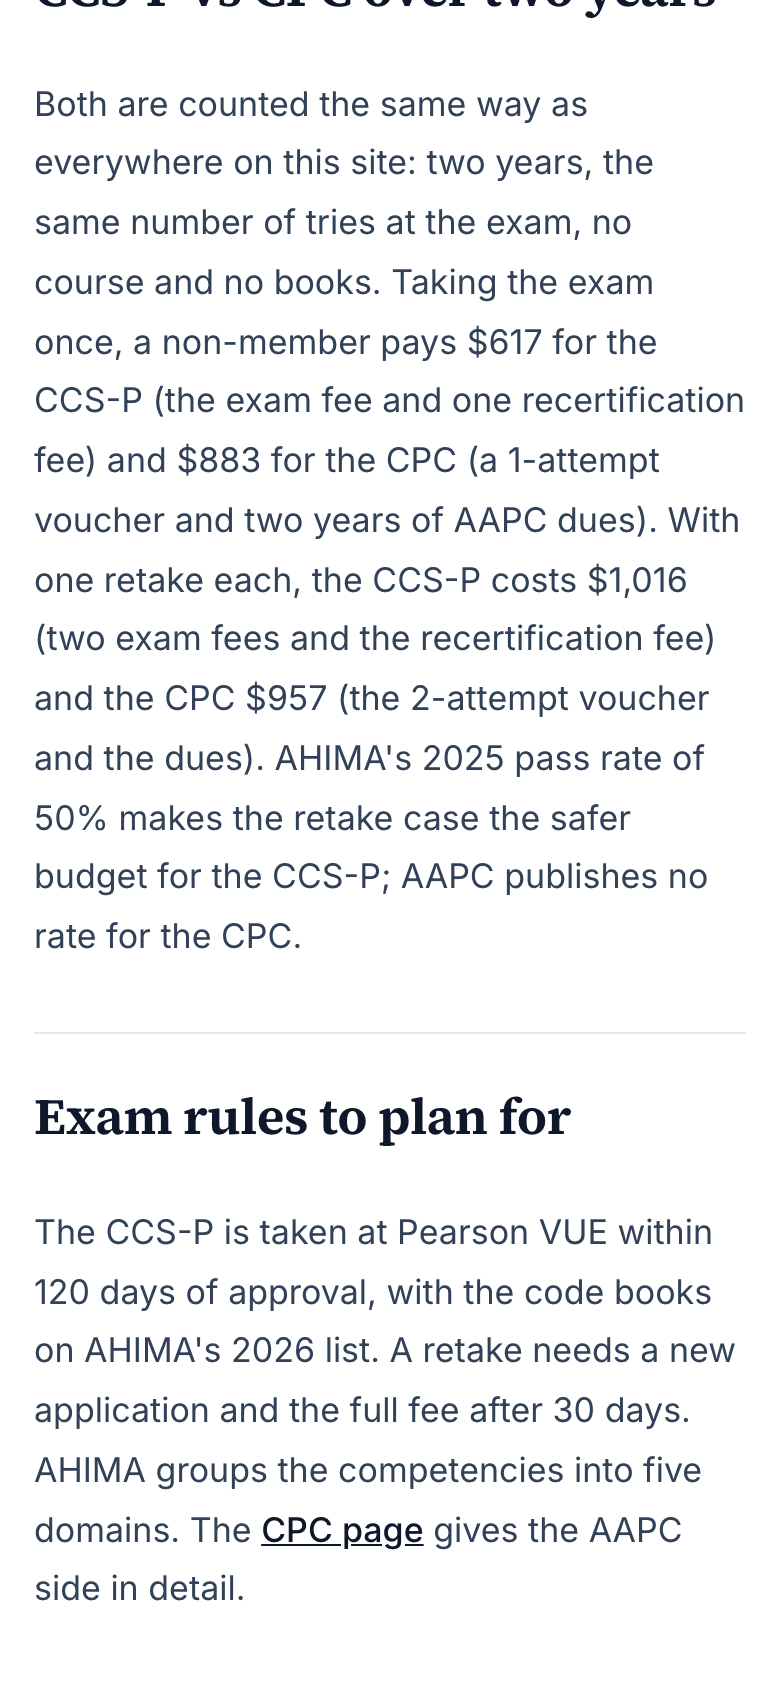 CCS-P vs CPC over two years
Both are counted the same way as
everywhere on this site: two years, the
same number of tries at the exam, no
course and no books. Taking the exam
once, a non-member pays $617 for the
CCS-P (the exam fee and one recertification
fee) and $883 for the CPC (a 1-attempt
voucher and two years of AAPC dues). With
one retake each, the CCS-P costs $1,016
(two exam fees and the recertification fee)
and the CPC $957 (the 2-attempt voucher
and the dues). AHIMA's 2025 pass rate of
50% makes the retake case the safer
budget for the CCS-P; AAPC publishes no
rate for the CPC.
Exam rules to plan for
The CCS-P is taken at Pearson VUE within
120 days of approval, with the code books
on AHIMA's 2026 list. A retake needs a new
application and the full fee after 30 days.
AHIMA groups the competencies into five
domains. The CPC page gives the AAPC
side in detail.